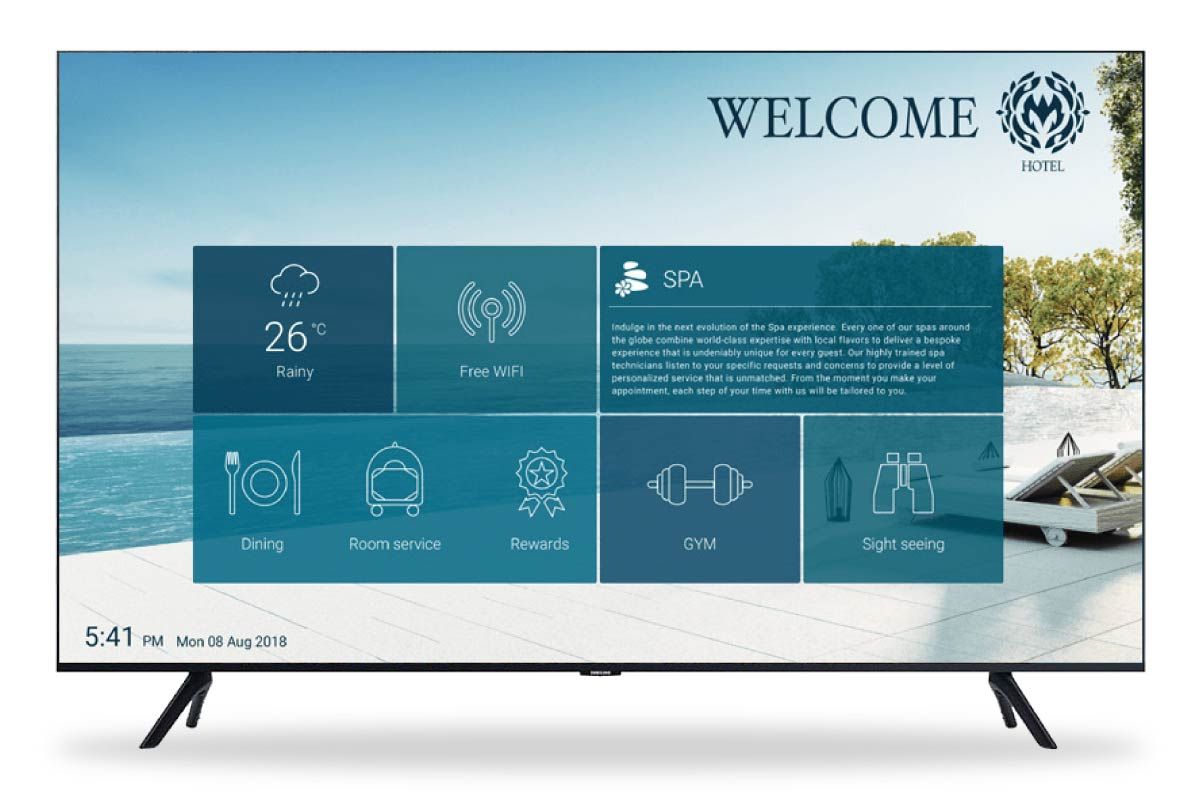 WELCOME
HOTEL
26 °C
Rainy
Free WIFI
SPA
Indulge in the next evolution of the Spa experience. Every one of our spas around
the globe combine world-class expertise with local flavors to deliver a bespoke
experience that is undeniably unique for every guest. Our highly trained spa
technicians listen to your specific requests and concerns to provide a level of
personalized service that is unmatched. From the moment you make your
appointment, each step of your time with us will be tailored to you.
Dining
Room service
Rewards
GYM
Sight seeing
5:41 PM Mon 08 Aug 2018
SAMSUNG